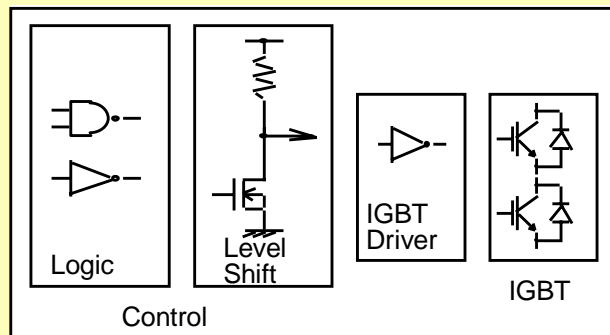 Logic
Level
Shift
IGBT
Driver
IGBT
Control